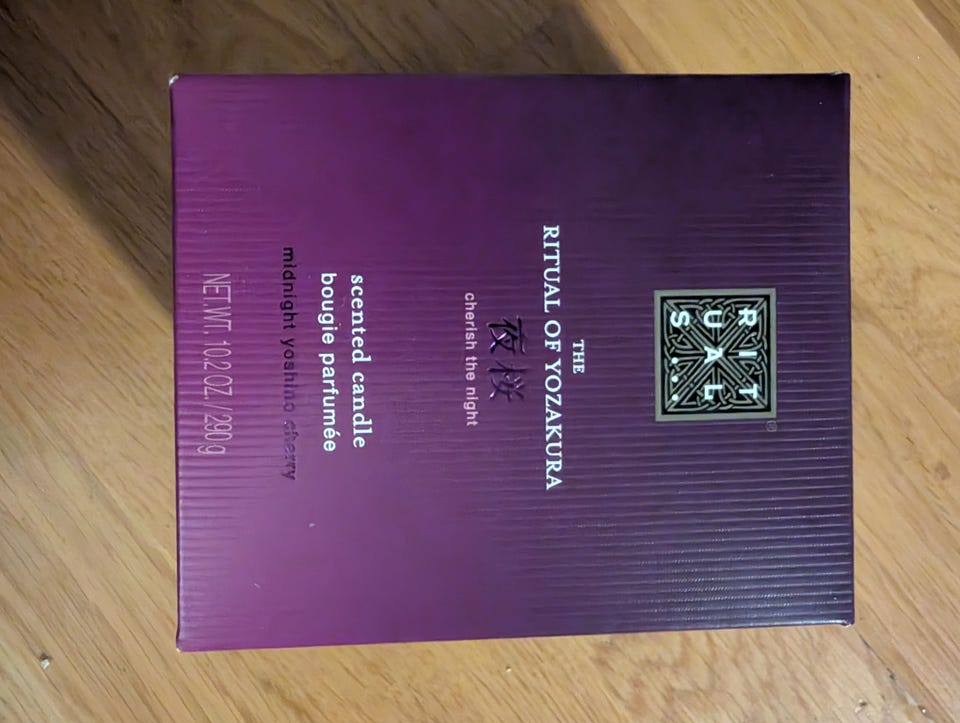 RIT
UAL
S...
®
THE
RITUAL OF YOZAKURA
夜桜
cherish the night
scented candle
bougie parfumée
midnight yoshino cherry
NET.WT. 10.2 OZ. / 290 g